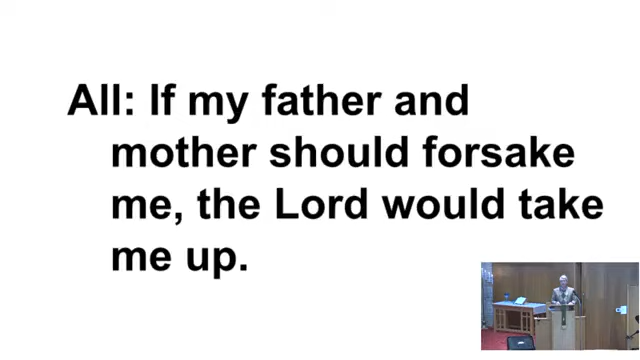 All: If my father and
mother should forsake
me, the Lord would take
me up.